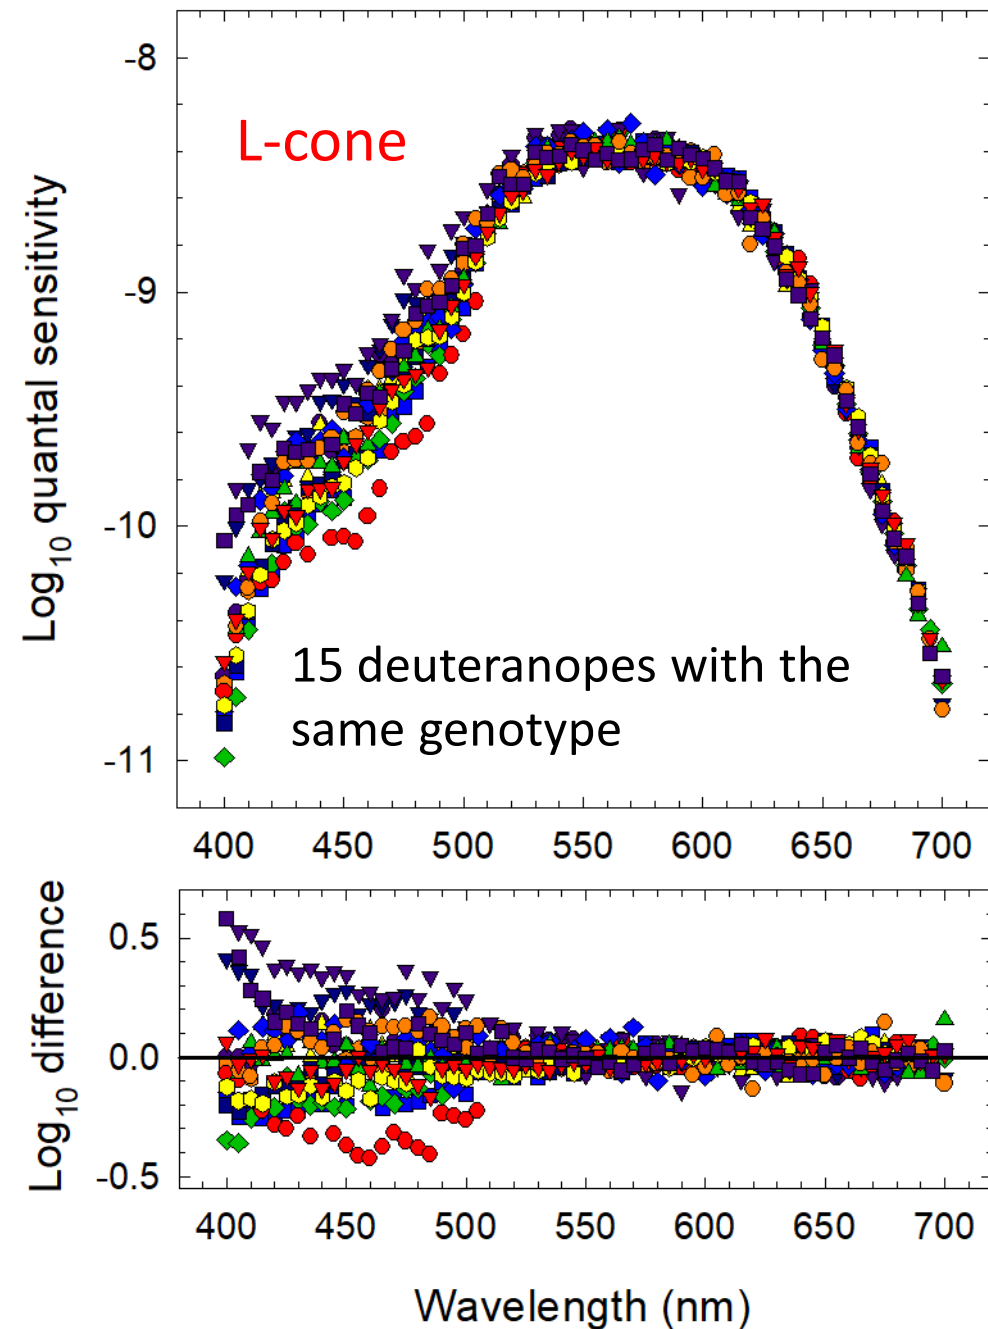 -8
L-cone
-9
Log10 quantal sensitivity
-10
15 deuteranopes with the
same genotype
-11
400 450 500 550 600 650 700
0.5
0.0
Log10 difference
-0.5
400 450 500 550 600 650 700
Wavelength (nm)